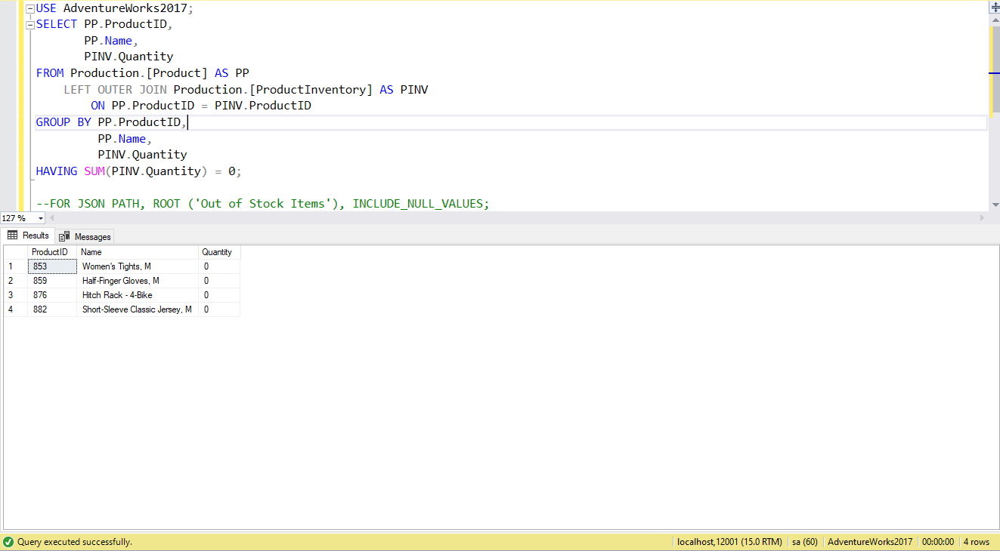 USE AdventureWorks2017;
SELECT PP.ProductID,
PP.Name,
PINV.Quantity
FROM Production.[Product] AS PP
LEFT OUTER JOIN Production.[ProductInventory] AS PINV
ON PP.ProductID = PINV.ProductID
GROUP BY PP.ProductID,
PP.Name,
PINV.Quantity
HAVING SUM(PINV.Quantity) = 0;
--FOR JSON PATH, ROOT ('Out of Stock Items'), INCLUDE_NULL_VALUES;
127 %
Results Messages
ProductID Name Quantity
1 853 Women's Tights, M 0
2 859 Half-Finger Gloves, M 0
3 876 Hitch Rack - 4-Bike 0
4 882 Short-Sleeve Classic Jersey, M 0
Query executed successfully. localhost,12001 (15.0 RTM) sa (60) AdventureWorks2017 00:00:00 4 rows